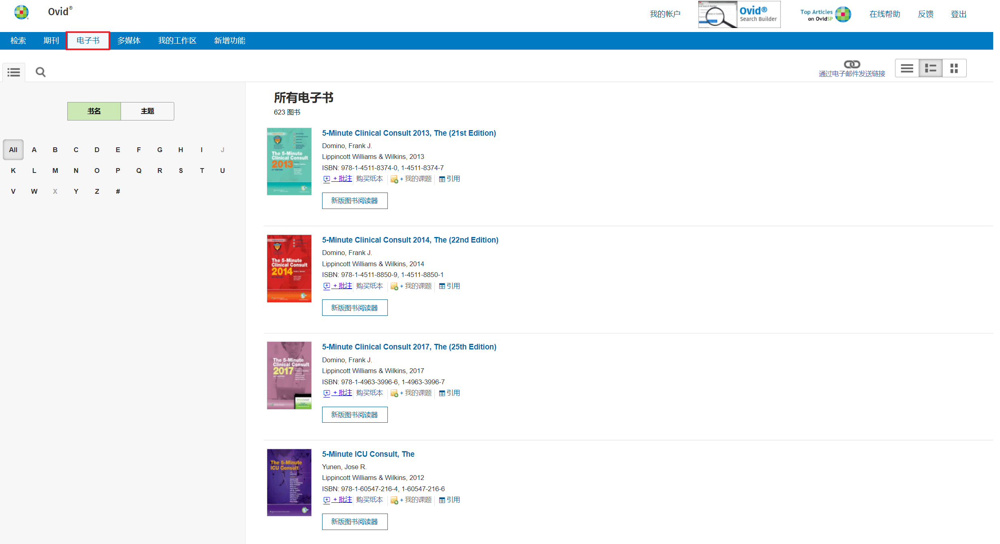 Ovid®
我的帐户
Ovid®
Search Builder
Top Articles
on OvidSP
在线帮助
反馈
登出
检索
期刊
电子书
多媒体
我的工作区
新增功能
通过电子邮件发送链接
书名
主题
All A B C D E F G H I J
K L M N O P Q R S T U
V W X Y Z #
所有电子书
623 图书
The 5-Minute
Clinical Consult
2013
5-Minute Clinical Consult 2013, The (21st Edition)
Domino, Frank J.
Lippincott Williams & Wilkins, 2013
ISBN: 978-1-4511-8374-0, 1-4511-8374-7
+ 批注 购买纸本 + 我的课题 引用
新版图书阅读器
The 5-Minute
Clinical Consult
2014
5-Minute Clinical Consult 2014, The (22nd Edition)
Domino, Frank J.
Lippincott Williams & Wilkins, 2014
ISBN: 978-1-4511-8850-9, 1-4511-8850-1
+ 批注 购买纸本 + 我的课题 引用
新版图书阅读器
The 5-Minute
Clinical Consult
2017
5-Minute Clinical Consult 2017, The (25th Edition)
Domino, Frank J.
Lippincott Williams & Wilkins, 2017
ISBN: 978-1-4963-3996-6, 1-4963-3996-7
+ 批注 购买纸本 + 我的课题 引用
新版图书阅读器
The 5-Minute
ICU Consult
5-Minute ICU Consult, The
Yunen, Jose R.
Lippincott Williams & Wilkins, 2012
ISBN: 978-1-60547-216-4, 1-60547-216-6
+ 批注 购买纸本 + 我的课题 引用
新版图书阅读器